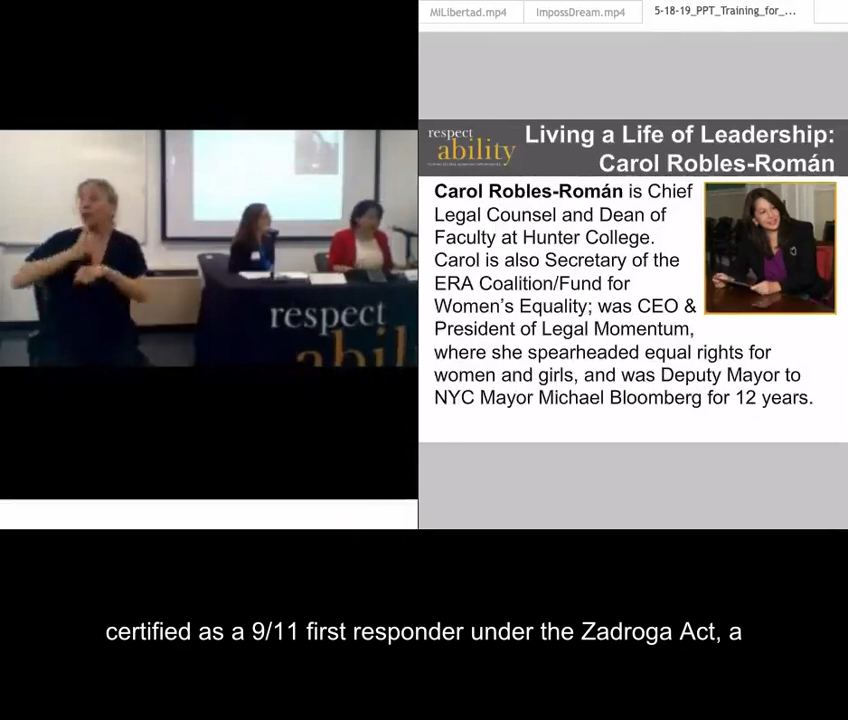 MiLibertad.mp4
ImpossDream.mp4
5-18-19_PPT_Training_for_...
respect
ability
Living a Life of Leadership:
Carol Robles-Román
Carol Robles-Román is Chief
Legal Counsel and Dean of
Faculty at Hunter College.
Carol is also Secretary of the
ERA Coalition/Fund for
Women's Equality; was CEO &
President of Legal Momentum,
where she spearheaded equal rights for
women and girls, and was Deputy Mayor to
NYC Mayor Michael Bloomberg for 12 years.
respect
abil
certified as a 9/11 first responder under the Zadroga Act, a